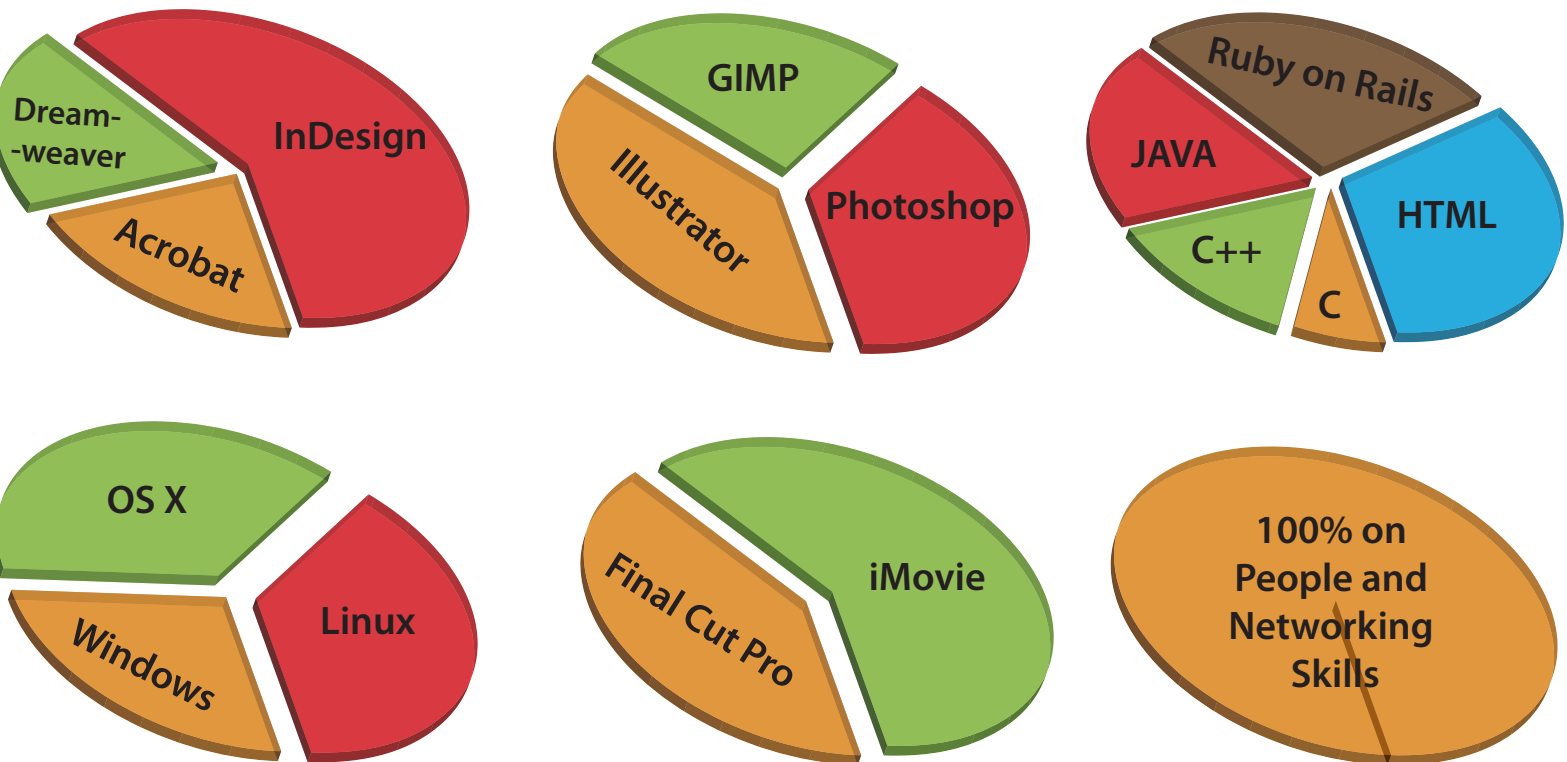 Dream-
-weaver
InDesign
Acrobat
GIMP
Illustrator
Photoshop
Ruby on Rails
JAVA
HTML
C++
C
OS X
Linux
Windows
iMovie
Final Cut Pro
100% on
People and
Networking
Skills